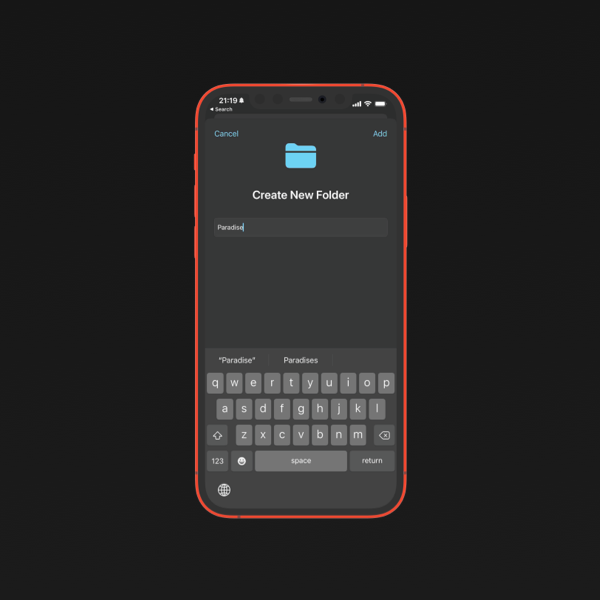 21:19
Search
Cancel
Add
Create New Folder
Paradise
"Paradise" Paradises
q w e r t y u i o p
a s d f g h j k l
z x c v b n m
123 space return